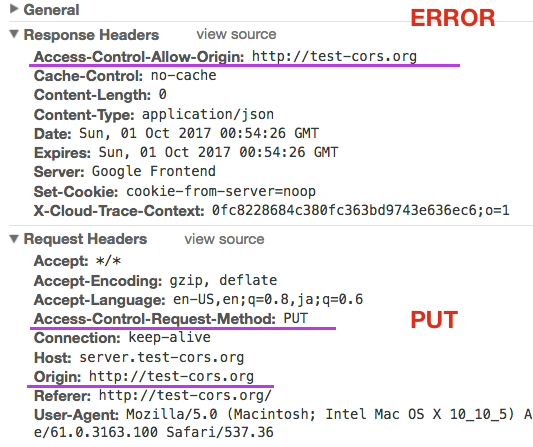 General
ERROR
Response Headers view source
Access-Control-Allow-Origin: http://test-cors.org
Cache-Control: no-cache
Content-Length: 0
Content-Type: application/json
Date: Sun, 01 Oct 2017 00:54:26 GMT
Expires: Sun, 01 Oct 2017 00:54:26 GMT
Server: Google Frontend
Set-Cookie: cookie-from-server=noop
X-Cloud-Trace-Context: 0fc8228684c380fc363bd9743e636ec6;o=1
Request Headers view source
Accept: */*
Accept-Encoding: gzip, deflate
Accept-Language: en-US,en;q=0.8,ja;q=0.6
Access-Control-Request-Method: PUT
PUT
Connection: keep-alive
Host: server.test-cors.org
Origin: http://test-cors.org
Referer: http://test-cors.org/
User-Agent: Mozilla/5.0 (Macintosh; Intel Mac OS X 10_10_5) A
e/61.0.3163.100 Safari/537.36